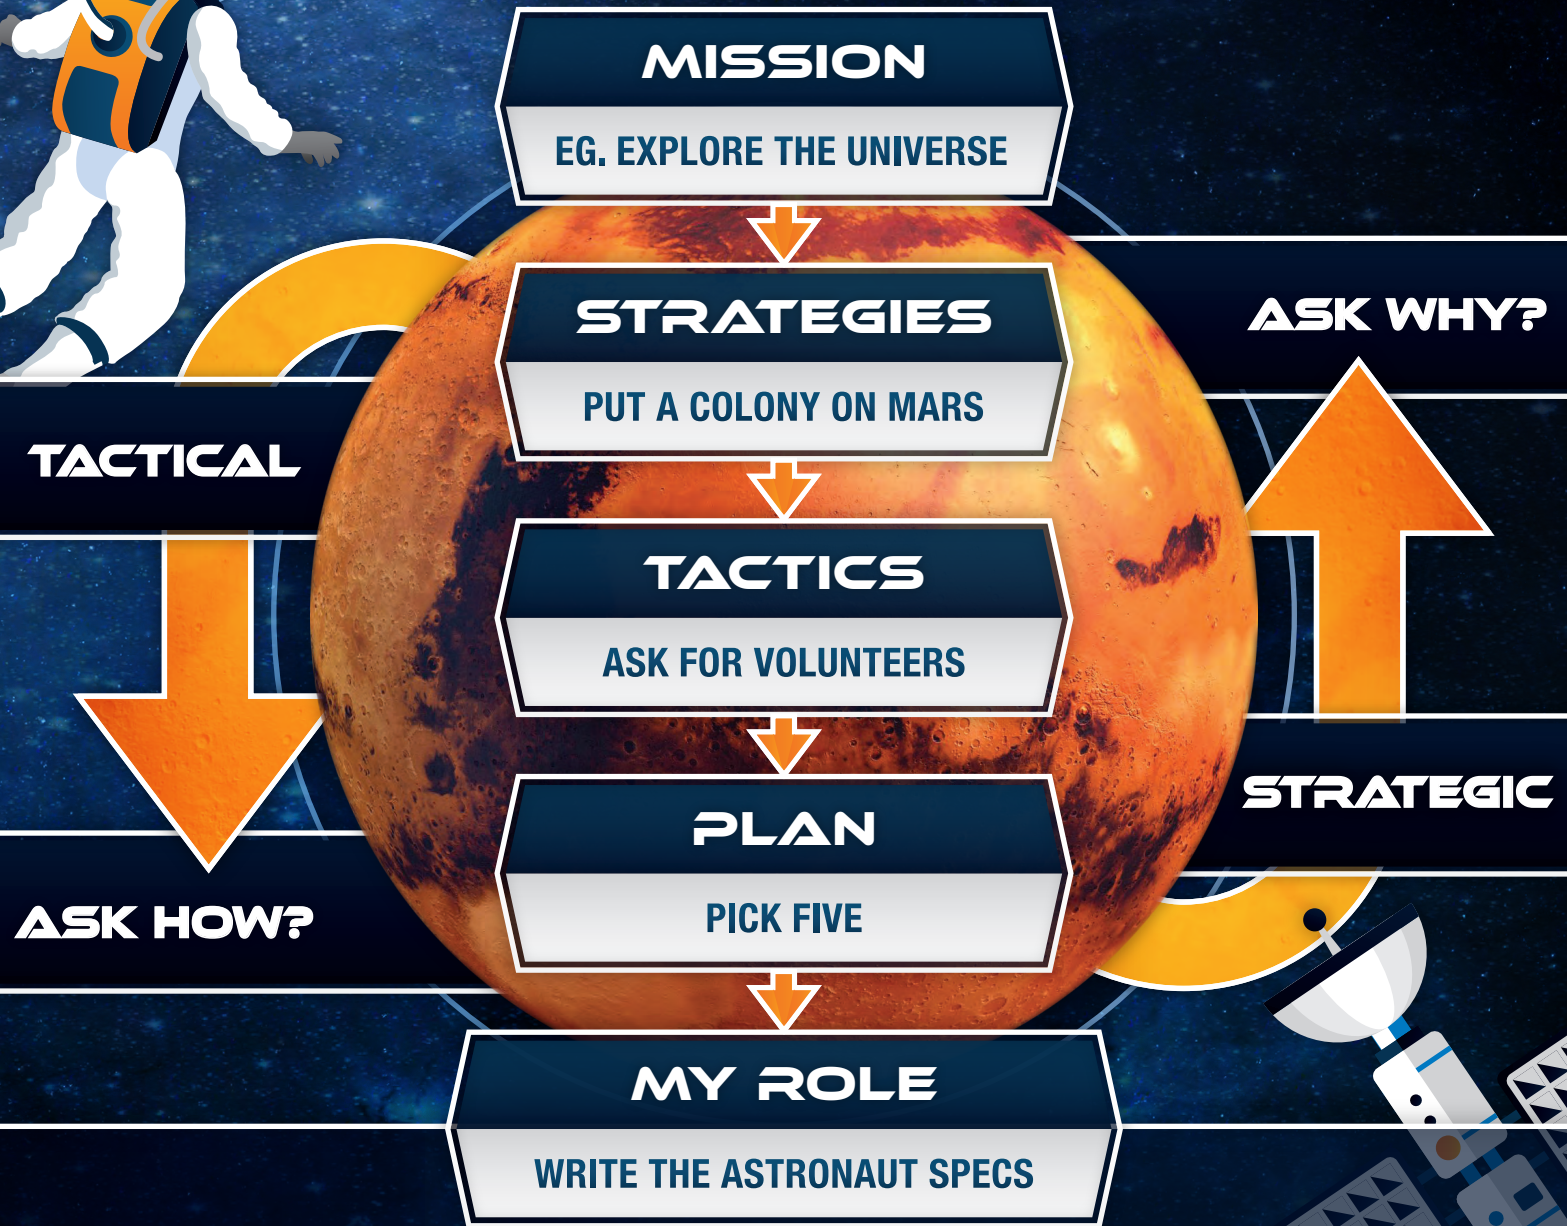 MISSION
EG. EXPLORE THE UNIVERSE
STRATEGIES
PUT A COLONY ON MARS
TACTICS
ASK FOR VOLUNTEERS
PLAN
PICK FIVE
MY ROLE
WRITE THE ASTRONAUT SPECS
TACTICAL
ASK HOW?
ASK WHY?
STRATEGIC